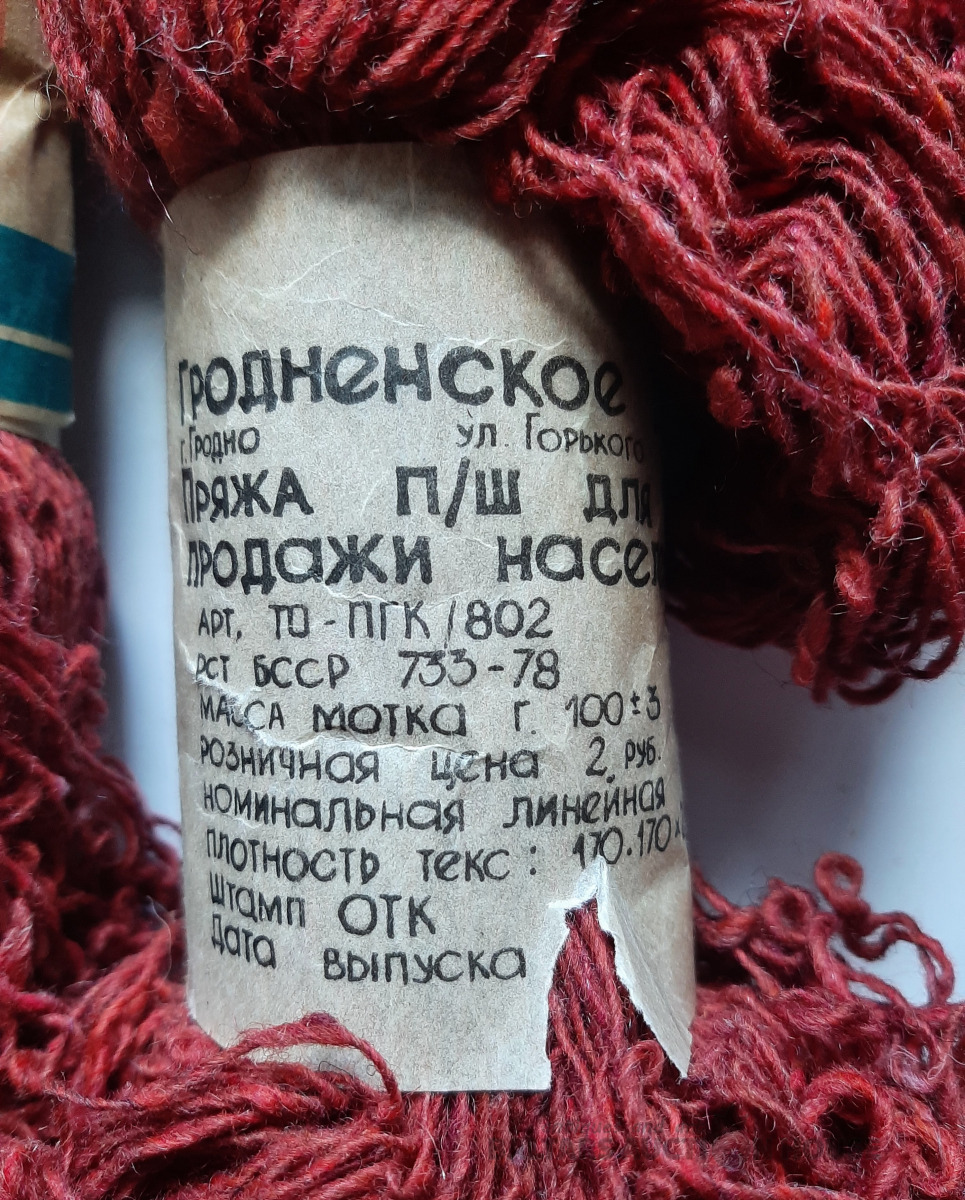 Гродненское
г. Гродно ул. Горького
Пряжа П/Ш для
продажи
Арт. ТО-ПГК/802
РСТ БССР 733-78
Масса мотка г. 100±3
Розничная цена 2 руб.
Номинальная линейная
плотность текс: 170.170
Штамп ОТК
Дата выпуска